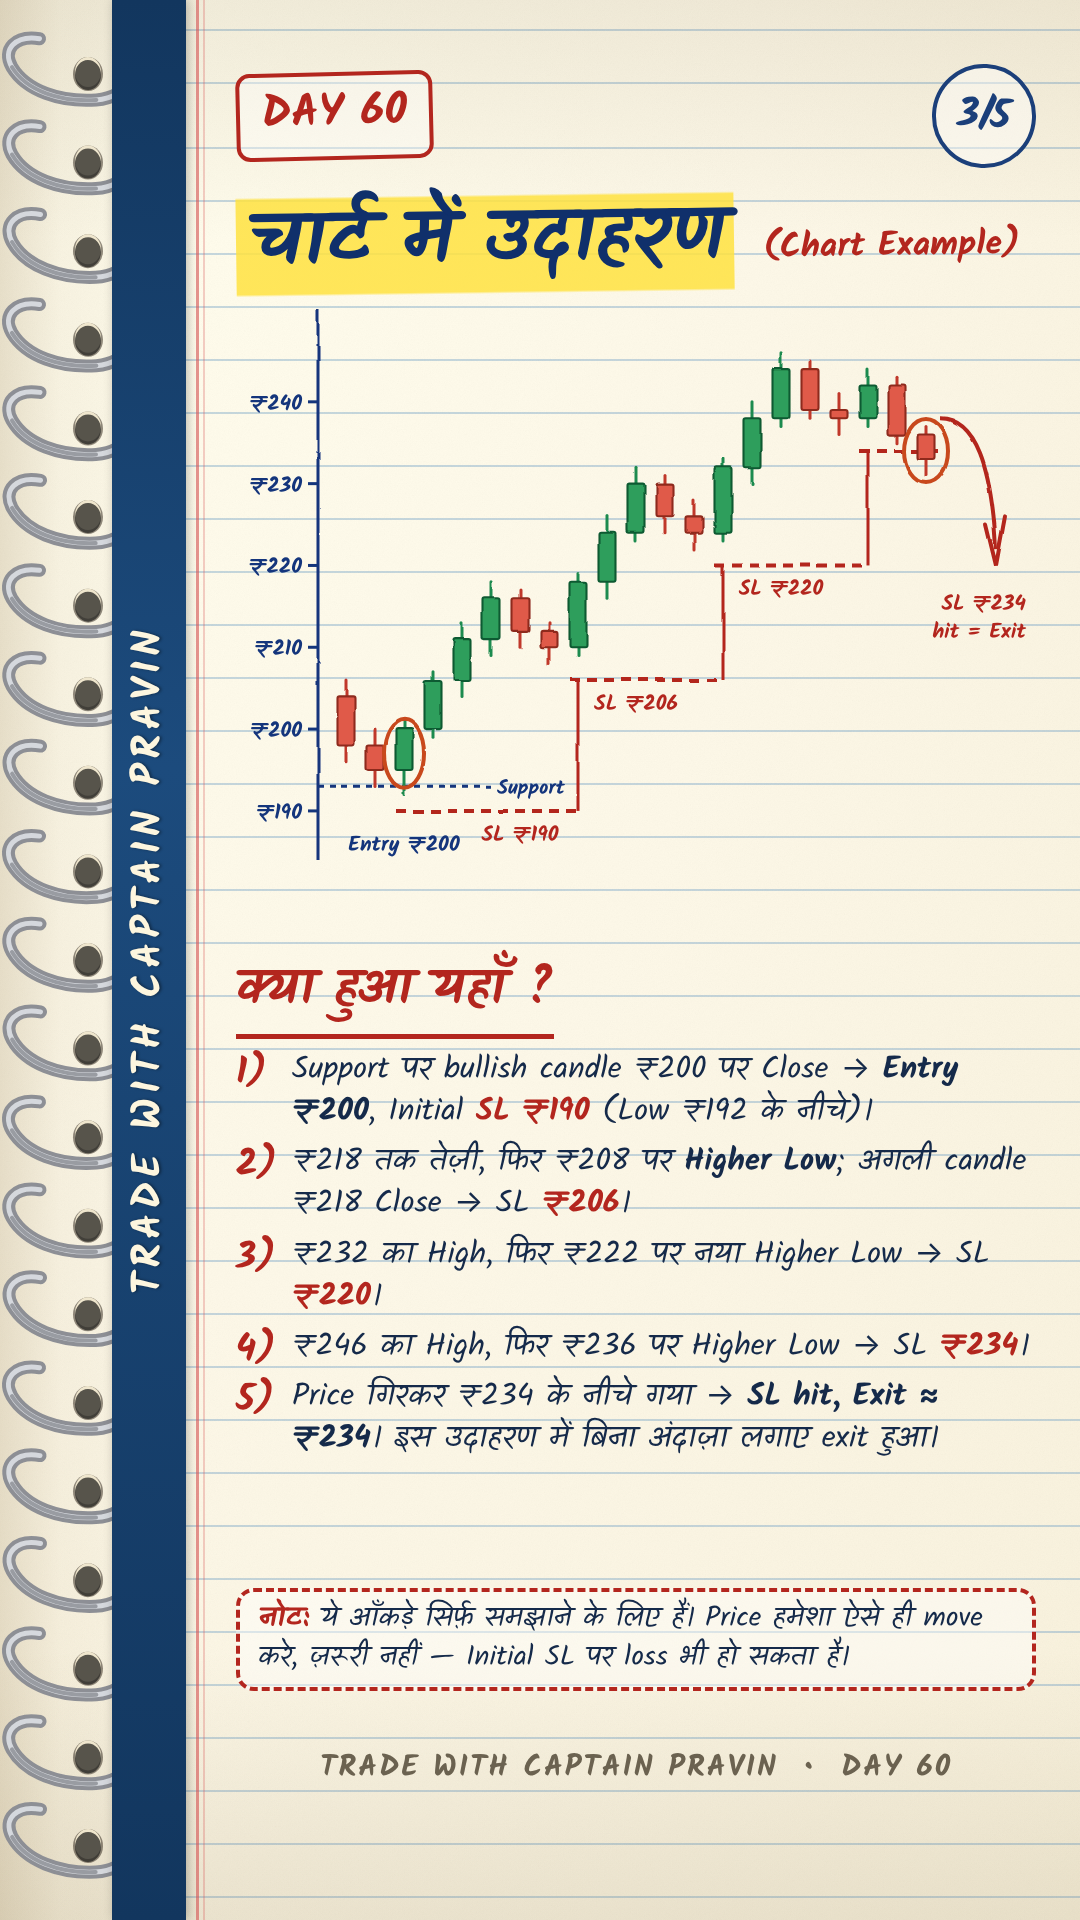 TRADE WITH CAPTAIN PRAVIN
DAY 60
3/5
चार्ट में उदाहरण (Chart Example)
₹240
₹230
₹220
₹210
₹200
₹190
SL ₹220
SL ₹234
hit = Exit
SL ₹206
Support
SL ₹190
Entry ₹200
क्या हुआ यहाँ ?
1) Support पर bullish candle ₹200 पर Close → Entry
₹200, Initial SL ₹190 (Low ₹192 के नीचे)।
2) ₹218 तक तेज़ी, फिर ₹208 पर Higher Low; अगली candle
₹218 Close → SL ₹206।
3) ₹232 का High, फिर ₹222 पर नया Higher Low → SL
₹220।
4) ₹246 का High, फिर ₹236 पर Higher Low → SL ₹234।
5) Price गिरकर ₹234 के नीचे गया → SL hit, Exit ≈
₹234। इस उदाहरण में बिना अंदाज़ा लगाए exit हुआ।
नोट: ये आँकड़े सिर्फ़ समझाने के लिए हैं। Price हमेशा ऐसे ही move
करे, ज़रूरी नहीं — Initial SL पर loss भी हो सकता है।
TRADE WITH CAPTAIN PRAVIN · DAY 60